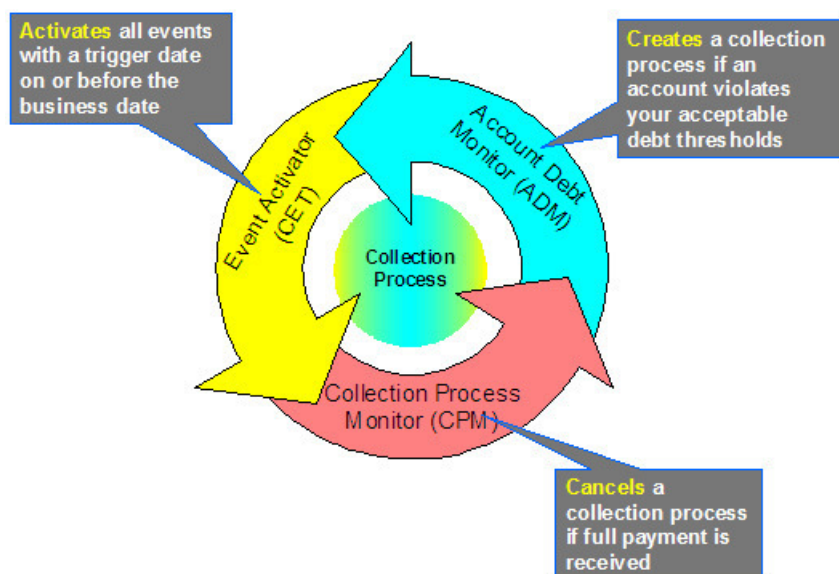 Activates all events
with a trigger date
on or before the
business date
Creates a collection
process if an
account violates
your acceptable
debt thresholds
Account Debt
Monitor (ADM)
Event Activator
(CET)
Collection
Process
Collection Process
Monitor (CPM)
Cancels a
collection process
if full payment is
received